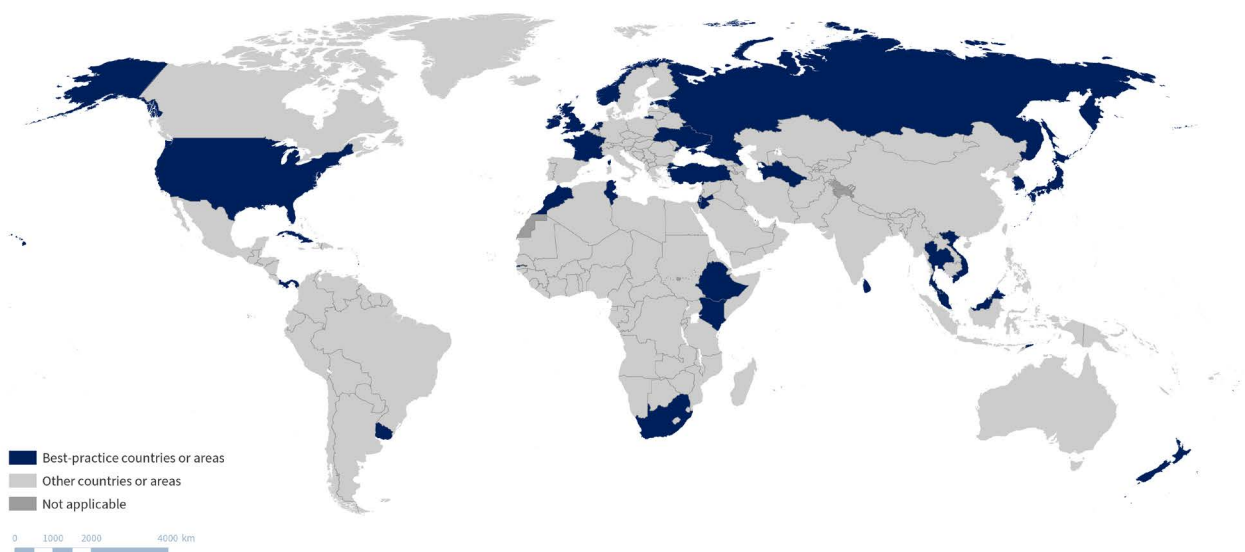 Best-practice countries or areas
Other countries or areas
Not applicable
0 1000 2000 4000 km